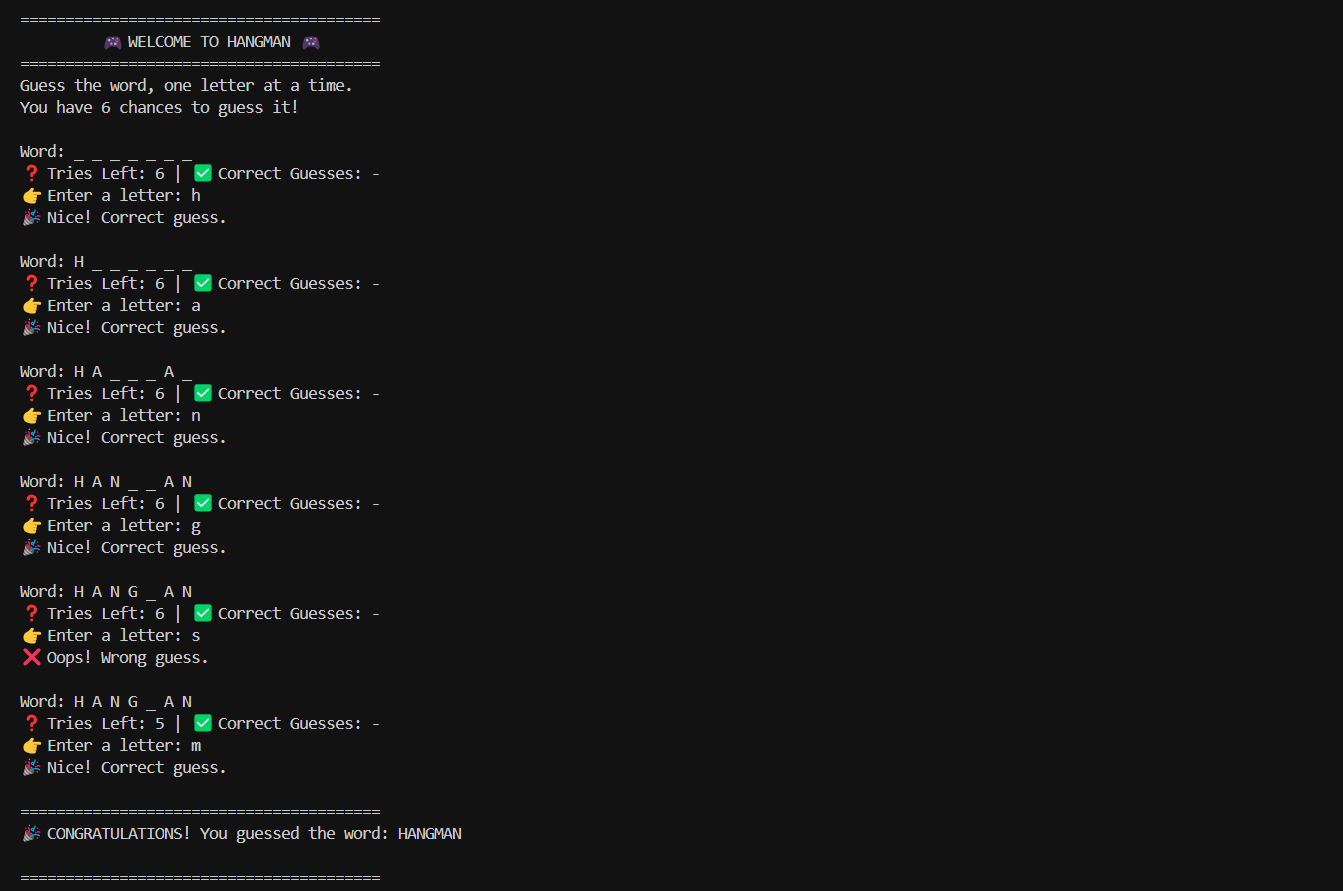 ========================================
🎮 WELCOME TO HANGMAN 🎮
========================================
Guess the word, one letter at a time.
You have 6 chances to guess it!
Word: _ _ _ _ _ _ _
❓ Tries Left: 6 | ✅ Correct Guesses: -
👉 Enter a letter: h
🎉 Nice! Correct guess.
Word: H _ _ _ _ _ _
❓ Tries Left: 6 | ✅ Correct Guesses: -
👉 Enter a letter: a
🎉 Nice! Correct guess.
Word: H A _ _ _ A _
❓ Tries Left: 6 | ✅ Correct Guesses: -
👉 Enter a letter: n
🎉 Nice! Correct guess.
Word: H A N _ _ A N
❓ Tries Left: 6 | ✅ Correct Guesses: -
👉 Enter a letter: g
🎉 Nice! Correct guess.
Word: H A N G _ A N
❓ Tries Left: 6 | ✅ Correct Guesses: -
👉 Enter a letter: s
❌ Oops! Wrong guess.
Word: H A N G _ A N
❓ Tries Left: 5 | ✅ Correct Guesses: -
👉 Enter a letter: m
🎉 Nice! Correct guess.
========================================
🎉 CONGRATULATIONS! You guessed the word: HANGMAN
========================================